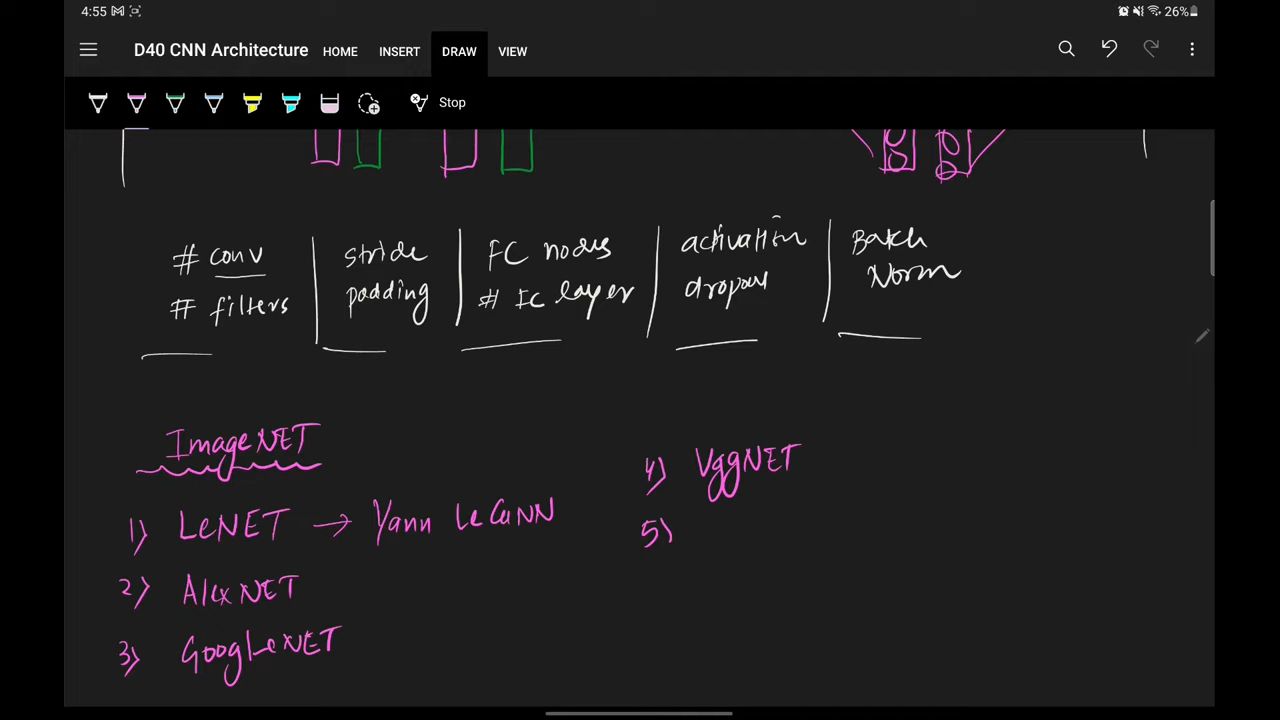 4:55 26%
D40 CNN Architecture HOME INSERT DRAW VIEW
Stop
# conv
# filters
stride
padding
FC nodes
# FC layer
activation
dropout
Batch
Norm
ImageNET
1) LeNET → Yann LeCuNN
2) AlexNET
3) GoogLeNET
4) VggNET
5)